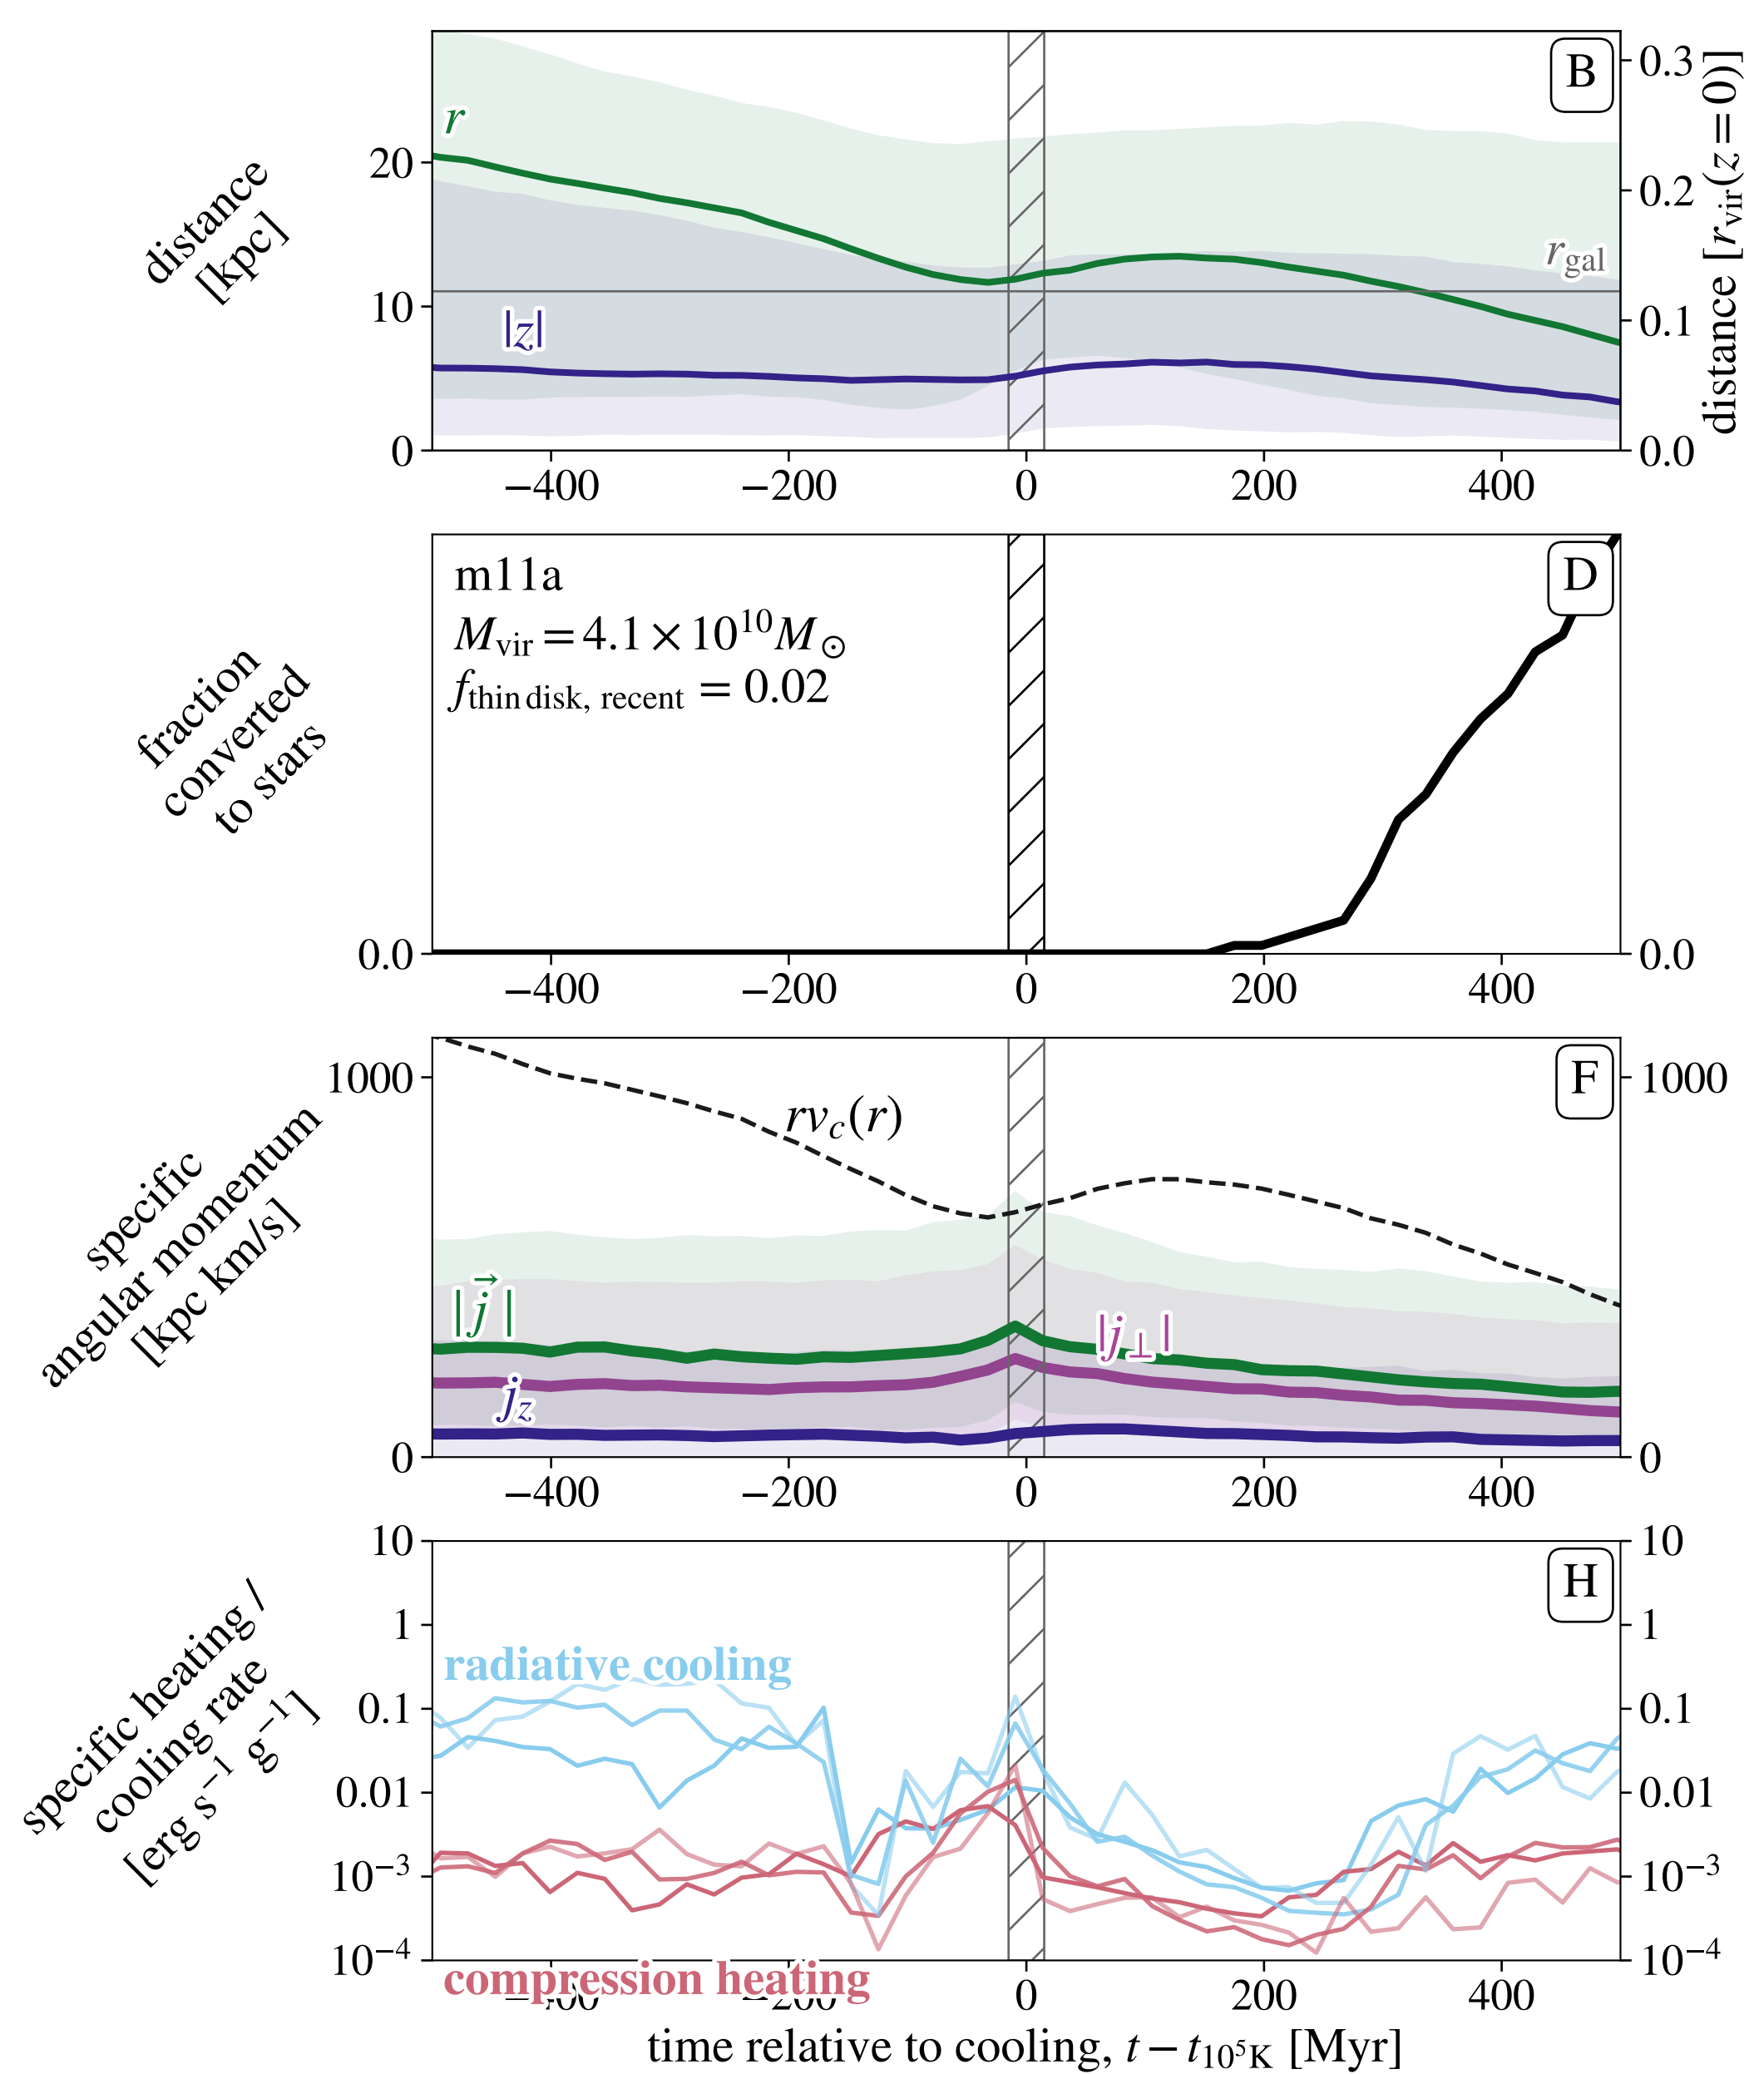 B
distance
[kpc]
20
10
0
r
|z|
r_gal
0.3
0.2
0.1
0.0
distance [r_vir(z=0)]
−400 −200 0 200 400
D
m11a
M_vir = 4.1 × 10^10 M_⊙
f_thin disk, recent = 0.02
fraction
converted
to stars
0.0
0.0
−400 −200 0 200 400
F
specific
angular momentum
[kpc km/s]
1000
0
rv_c(r)
|j⃗|
|j_⊥|
j_z
1000
0
−400 −200 0 200 400
H
specific heating /
cooling rate
[erg s^−1 g^−1]
10
1
0.1
0.01
10^−3
10^−4
radiative cooling
compression heating
10
1
0.1
0.01
10^−3
10^−4
−400 −200 0 200 400
time relative to cooling, t − t_10^5K [Myr]